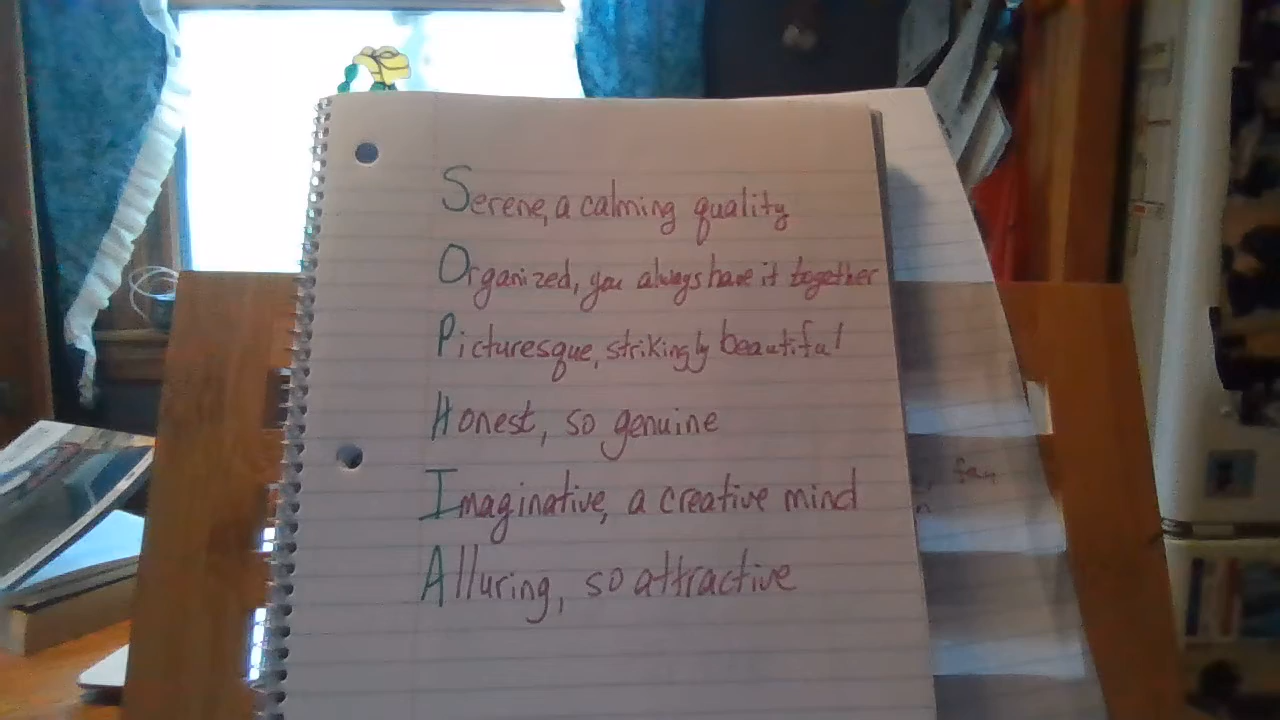 Serene, a calming quality
Organized, you always have it together
Picturesque, strikingly beautiful
Honest, so genuine
Imaginative, a creative mind
Alluring, so attractive
fan